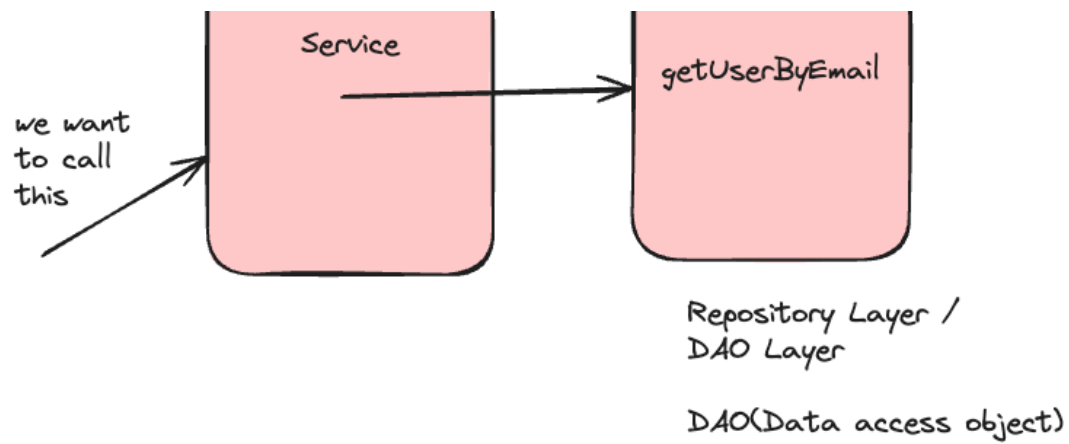 Service
getUserByEmail
we want
to call
this
Repository Layer /
DAO Layer
DAO(Data access object)